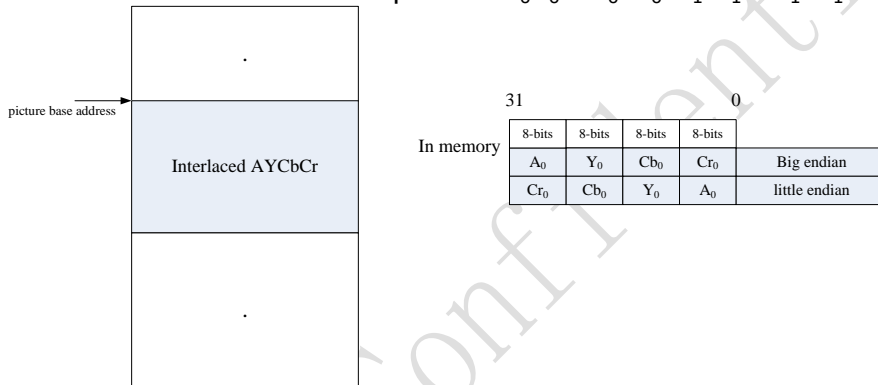 picture base address
Interlaced AYCbCr
31 0
In memory
8-bits 8-bits 8-bits 8-bits
A₀ Y₀ Cb₀ Cr₀ Big endian
Cr₀ Cb₀ Y₀ A₀ little endian